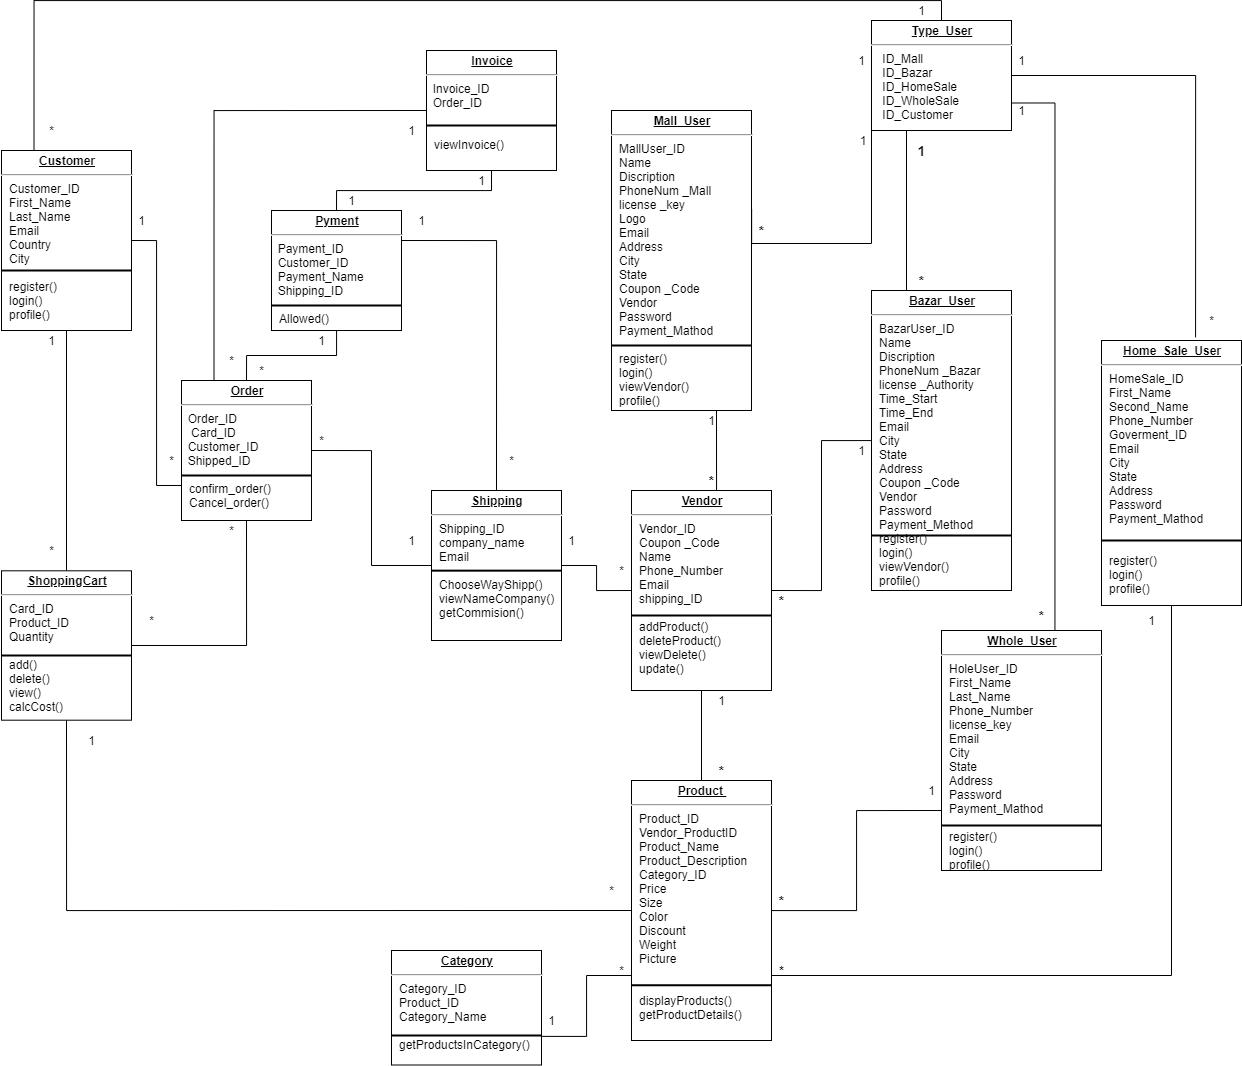 1
Type_User
ID_Mall
ID_Bazar
ID_HomeSale
ID_WholeSale
ID_Customer
1
1
1
1
1
Invoice
Invoice_ID
Order_ID
viewInvoice()
1
1
*
Customer
Customer_ID
First_Name
Last_Name
Email
Country
City
register()
login()
profile()
1
1
1
Pyment
Payment_ID
Customer_ID
Payment_Name
Shipping_ID
Allowed()
1
1
*
*
Mall_User
MallUser_ID
Name
Discription
PhoneNum _Mall
license _key
Logo
Email
Address
City
State
Coupon _Code
Vendor
Password
Payment_Mathod
register()
login()
viewVendor()
profile()
*
1
*
Bazar_User
BazarUser_ID
Name
Discription
PhoneNum _Bazar
license _Authority
Time_Start
Time_End
Email
City
State
Address
Coupon _Code
Vendor
Password
Payment_Method
register()
login()
viewVendor()
profile()
1
*
Home_Sale_User
HomeSale_ID
First_Name
Second_Name
Phone_Number
Goverment_ID
Email
City
State
Address
Password
Payment_Mathod
register()
login()
profile()
1
Order
Order_ID
Card_ID
Customer_ID
Shipped_ID
confirm_order()
Cancel_order()
*
*
*
*
Shipping
Shipping_ID
company_name
Email
ChooseWayShipp()
viewNameCompany()
getCommision()
1
1
*
Vendor
Vendor_ID
Coupon _Code
Name
Phone_Number
Email
shipping_ID
addProduct()
deleteProduct()
viewDelete()
update()
*
*
1
*
ShoppingCart
Card_ID
Product_ID
Quantity
add()
delete()
view()
calcCost()
*
1
*
Whole_User
HoleUser_ID
First_Name
Last_Name
Phone_Number
license_key
Email
City
State
Address
Password
Payment_Mathod
register()
login()
profile()
1
*
Product
Product_ID
Vendor_ProductID
Product_Name
Product_Description
Category_ID
Price
Size
Color
Discount
Weight
Picture
displayProducts()
getProductDetails()
*
*
*
*
Category
Category_ID
Product_ID
Category_Name
getProductsInCategory()
1